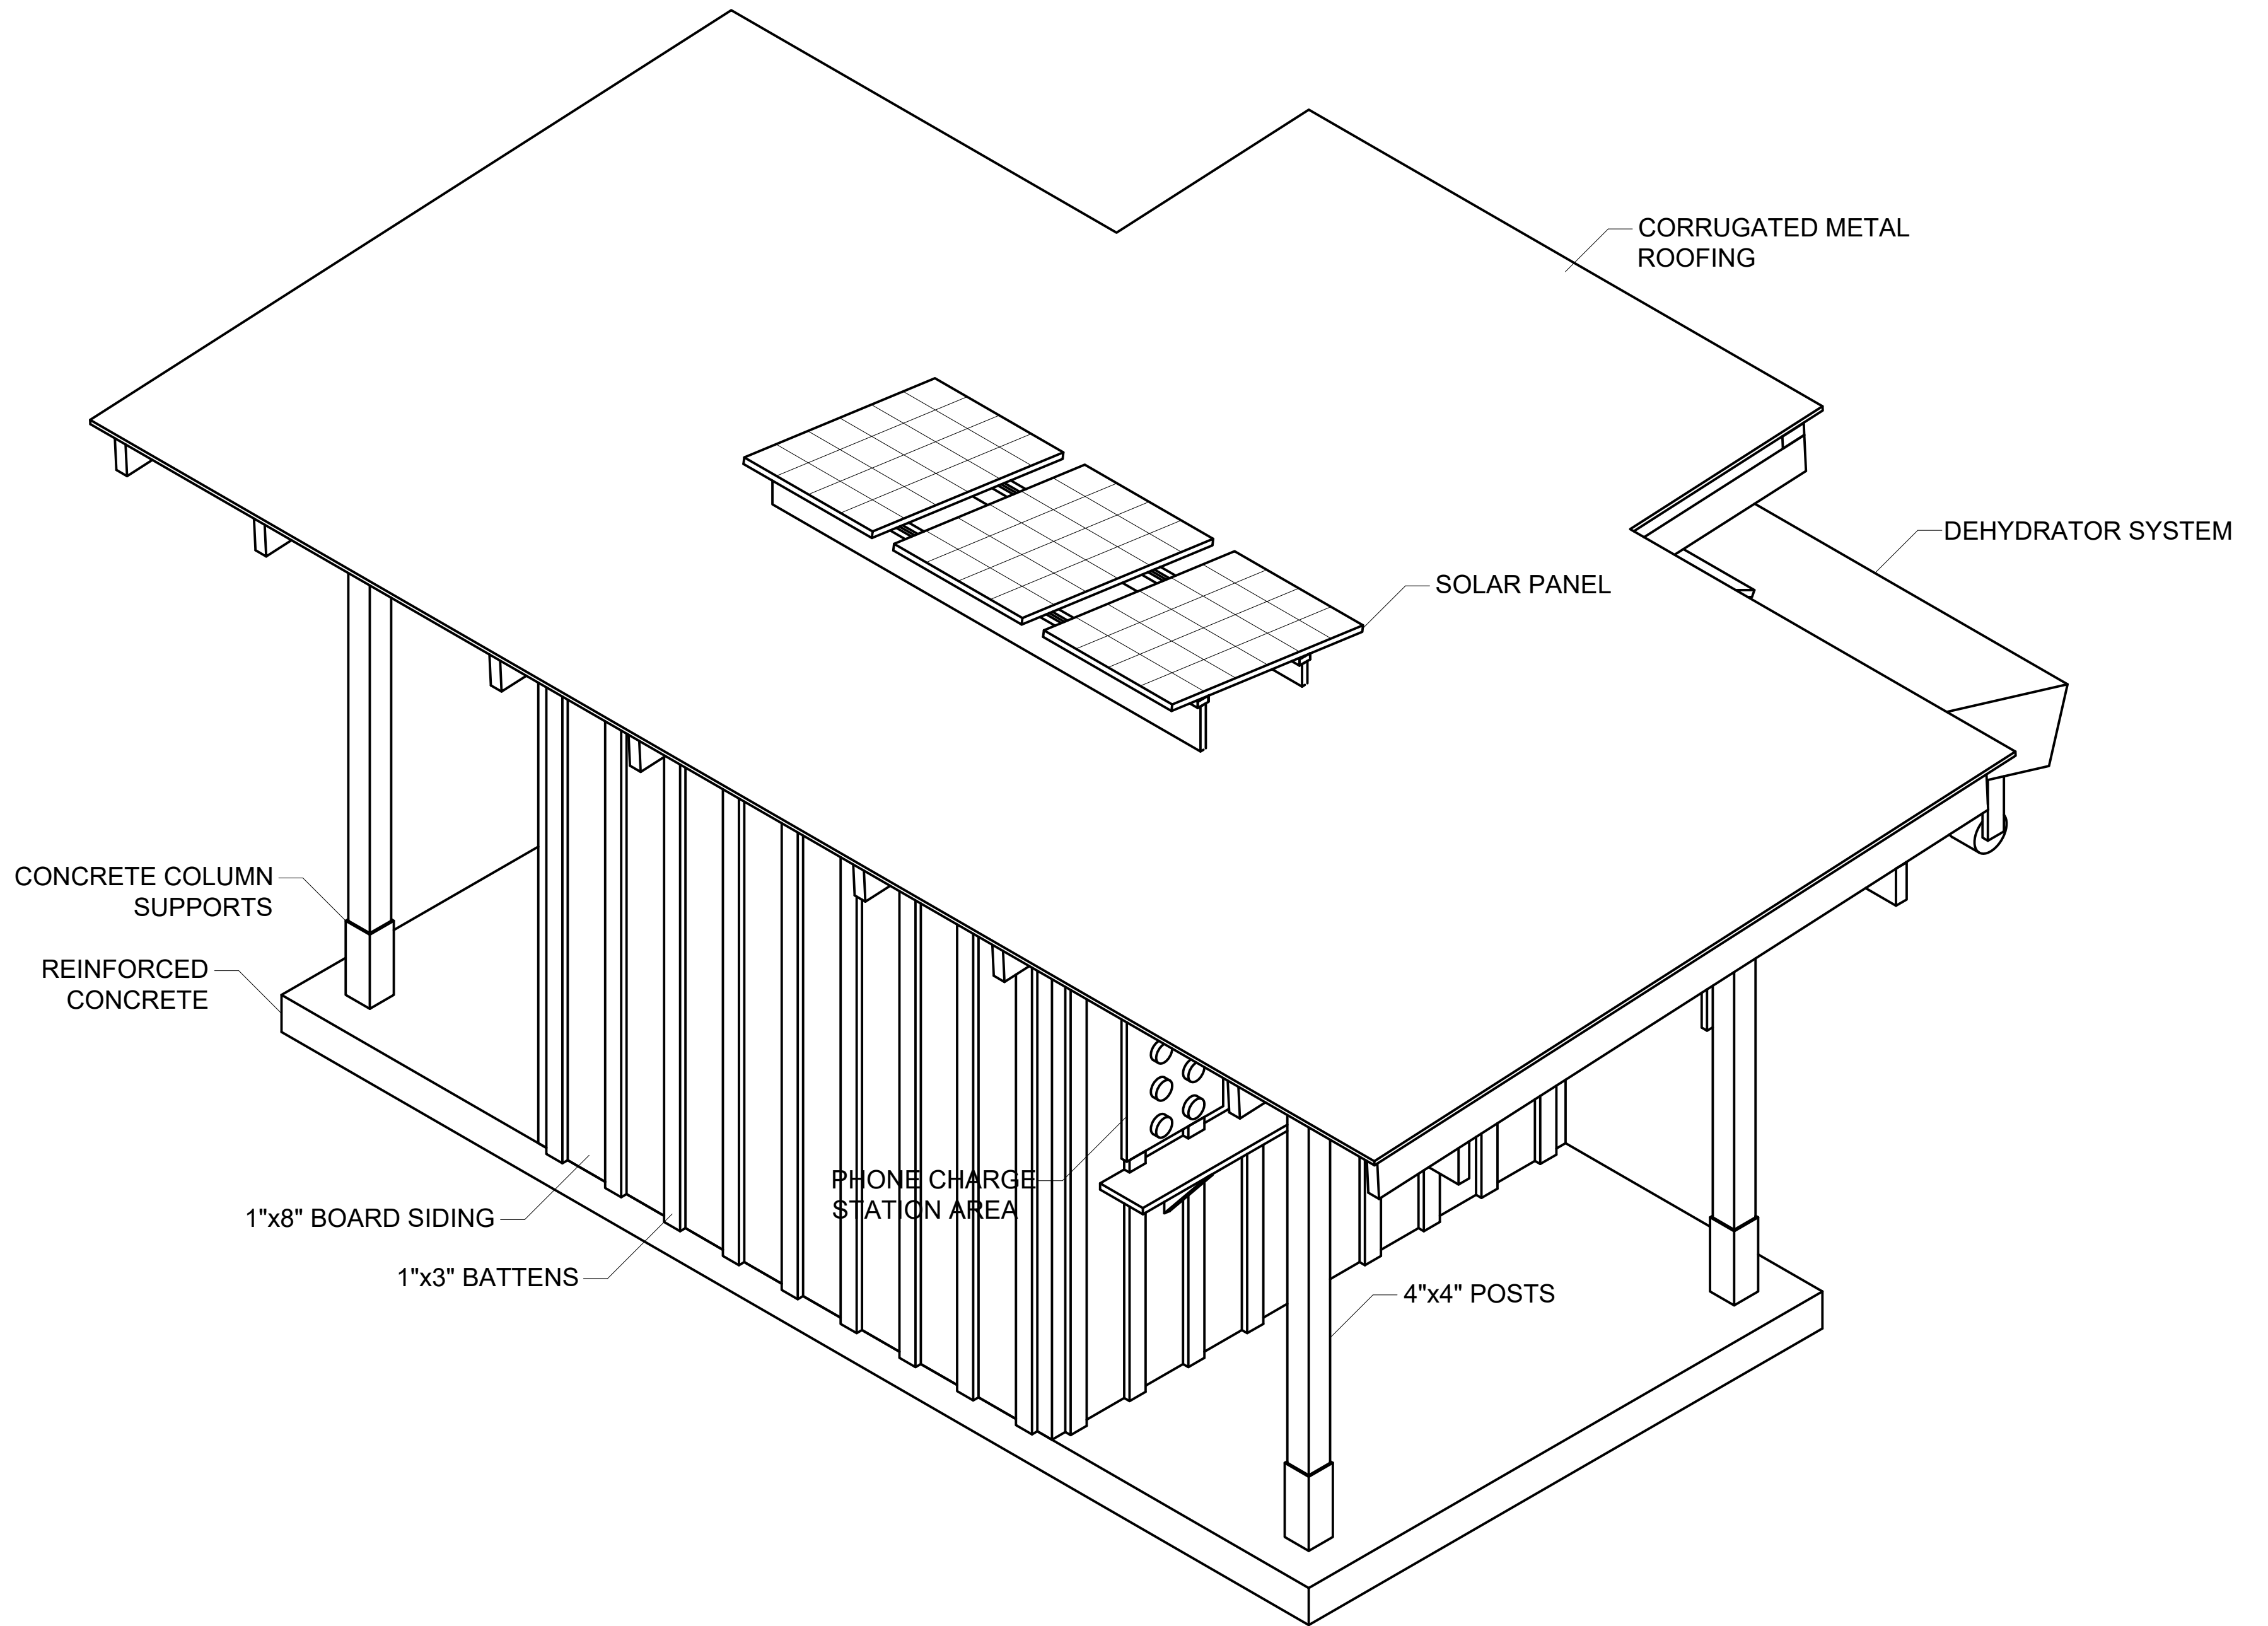 CORRUGATED METAL
ROOFING
DEHYDRATOR SYSTEM
SOLAR PANEL
CONCRETE COLUMN
SUPPORTS
REINFORCED
CONCRETE
PHONE CHARGE
STATION AREA
1"x8" BOARD SIDING
1"x3" BATTENS
4"x4" POSTS